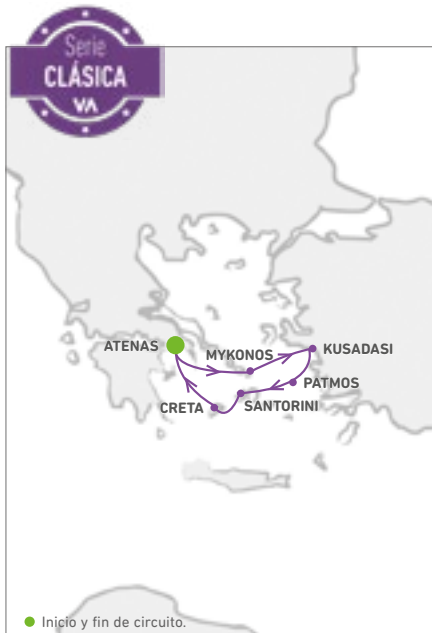 Serie
CLÁSICA
VA
ATENAS
MYKONOS
KUSADASI
PATMOS
CRETA
SANTORINI
Inicio y fin de circuito.